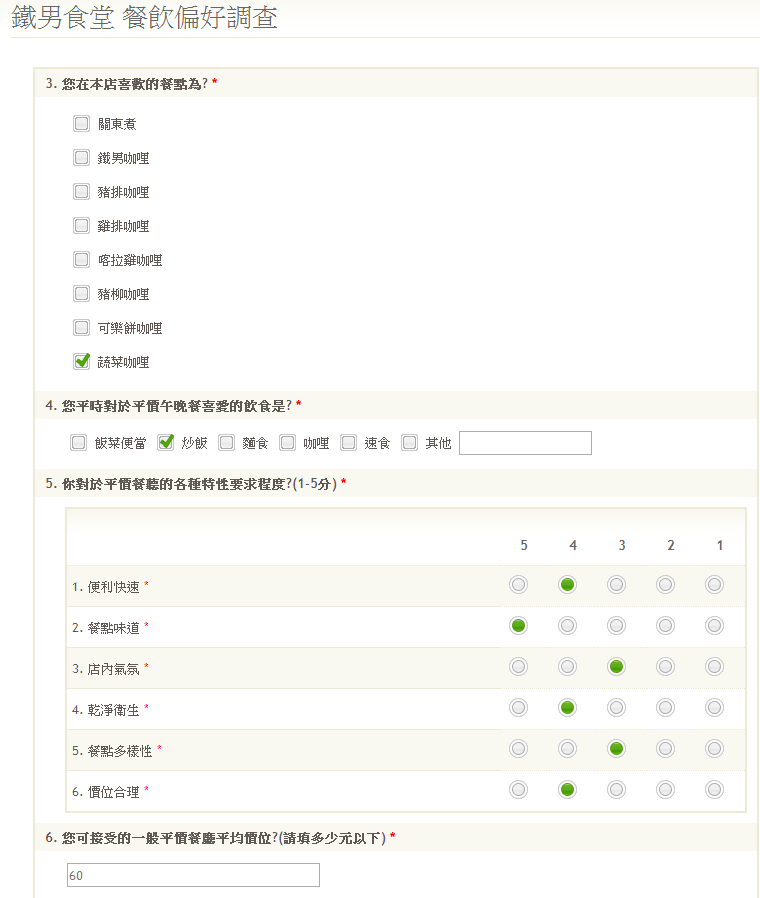 鐵男食堂 餐飲偏好調查
3. 您在本店喜歡的餐點為? *
關東煮
鐵男咖哩
豬排咖哩
雞排咖哩
喀拉雞咖哩
豬柳咖哩
可樂餅咖哩
蔬菜咖哩
4. 您平時對於平價午晚餐喜愛的飲食是? *
飯菜便當 炒飯 麵食 咖哩 速食 其他
5. 你對於平價餐聽的各種特性要求程度?(1-5分) *
5 4 3 2 1
1. 便利快速 *
2. 餐點味道 *
3. 店內氣氛 *
4. 乾淨衛生 *
5. 餐點多樣性 *
6. 價位合理 *
6. 您可接受的一般平價餐廳平均價位?(請填多少元以下) *
60